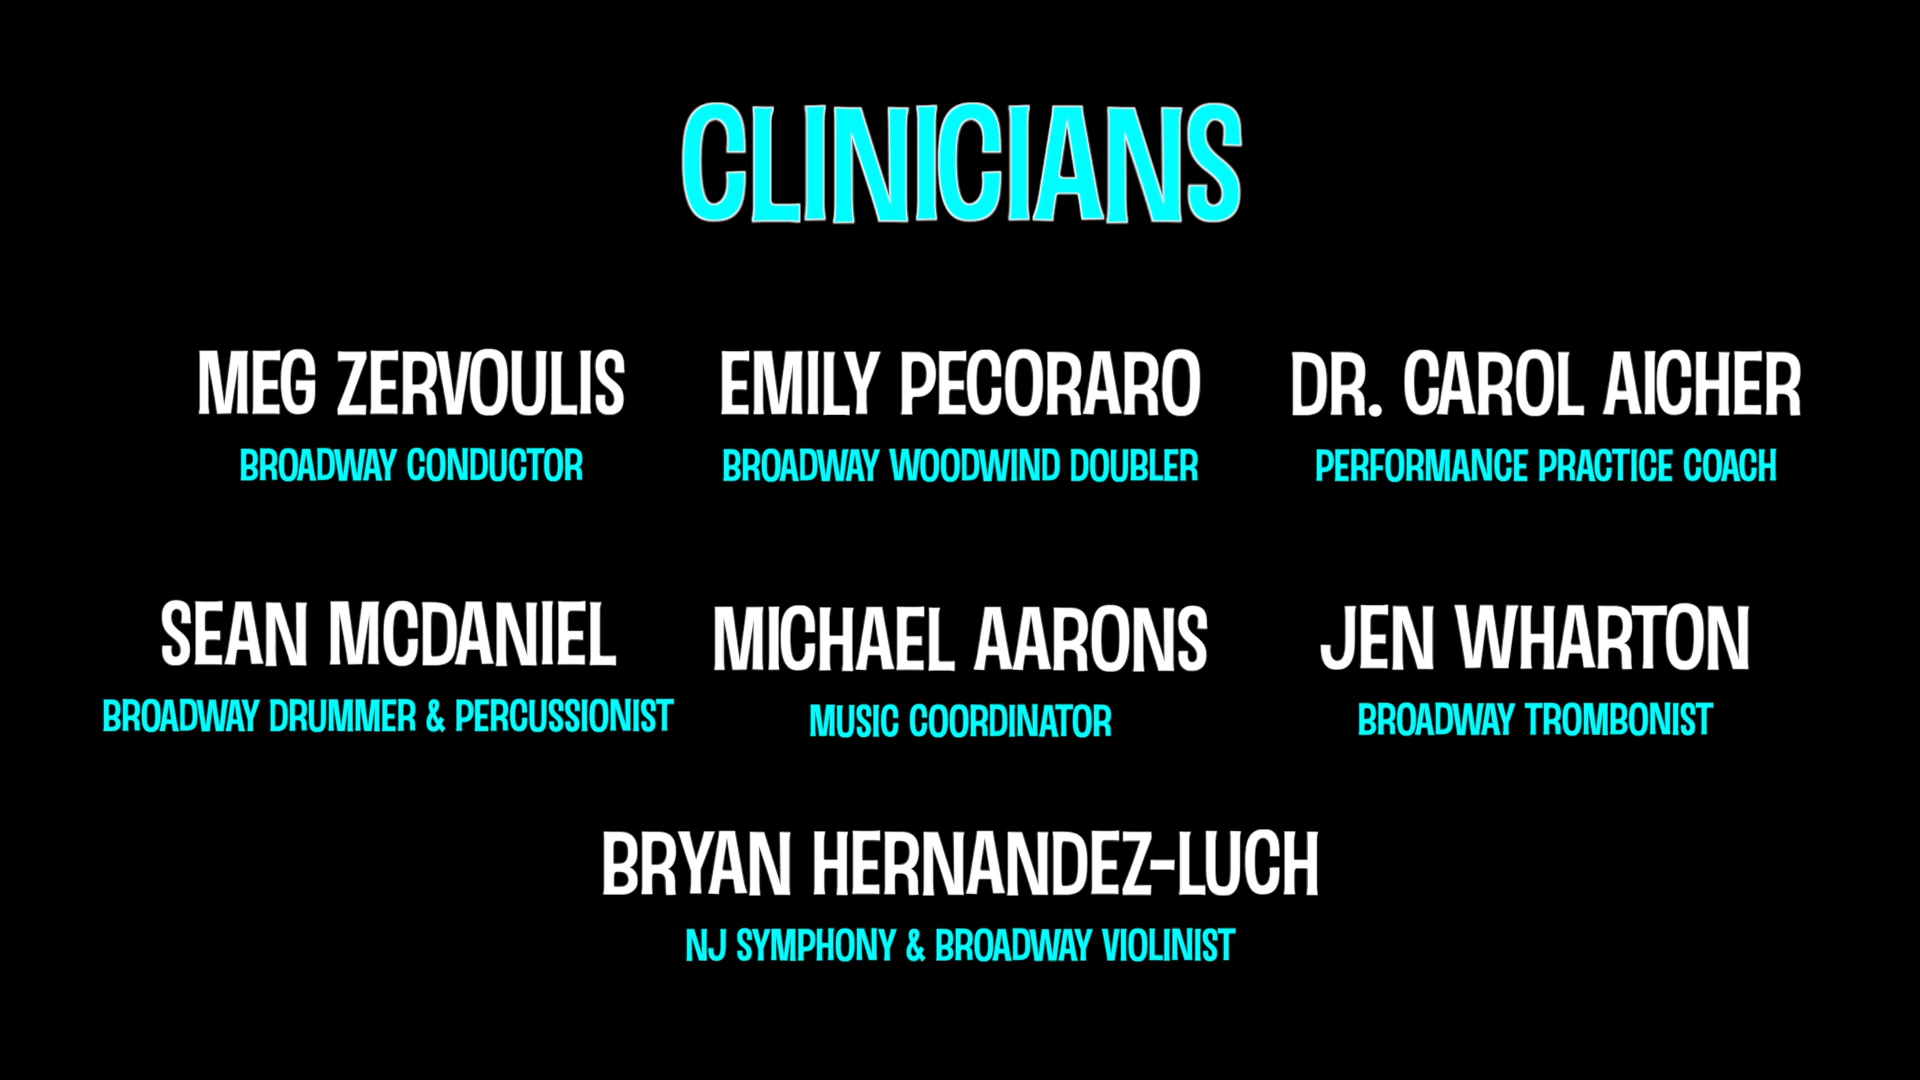 CLINICIANS
MEG ZERVOULIS
BROADWAY CONDUCTOR
EMILY PECORARO
BROADWAY WOODWIND DOUBLER
DR. CAROL AICHER
PERFORMANCE PRACTICE COACH
SEAN MCDANIEL
BROADWAY DRUMMER & PERCUSSIONIST
MICHAEL AARONS
MUSIC COORDINATOR
JEN WHARTON
BROADWAY TROMBONIST
BRYAN HERNANDEZ-LUCH
NJ SYMPHONY & BROADWAY VIOLINIST